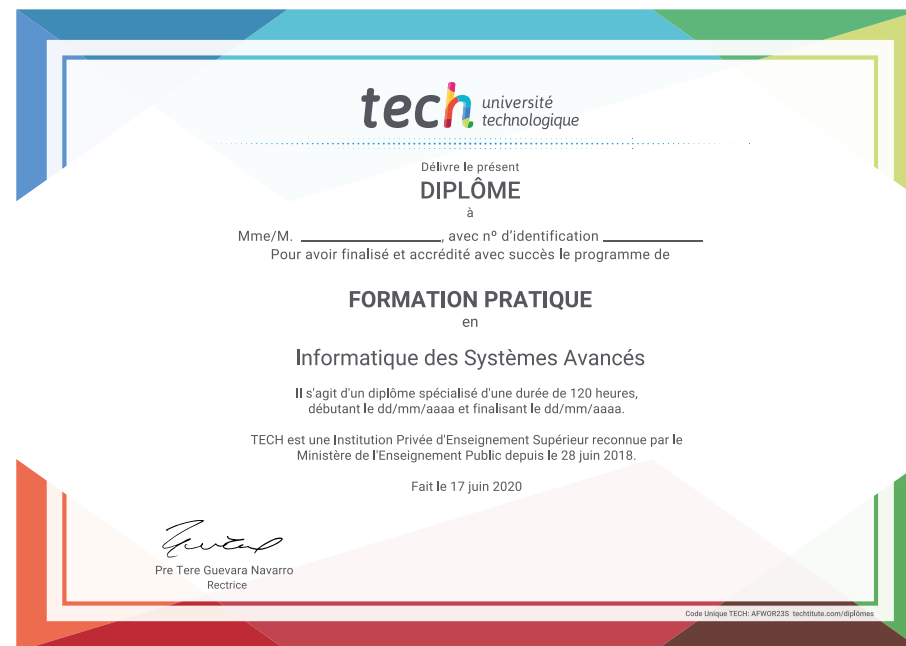 tech université
technologique
Délivre le présent
DIPLÔME
à
Mme/M. ____________________, avec nº d'identification ______________
Pour avoir finalisé et accrédité avec succès le programme de
FORMATION PRATIQUE
en
Informatique des Systèmes Avancés
Il s'agit d'un diplôme spécialisé d'une durée de 120 heures,
débutant le dd/mm/aaaa et finalisant le dd/mm/aaaa.
TECH est une Institution Privée d'Enseignement Supérieur reconnue par le
Ministère de l'Enseignement Public depuis le 28 juin 2018.
Fait le 17 juin 2020
Pre Tere Guevara Navarro
Rectrice
Code Unique TECH: AFWOR23S techtitute.com/diplômes